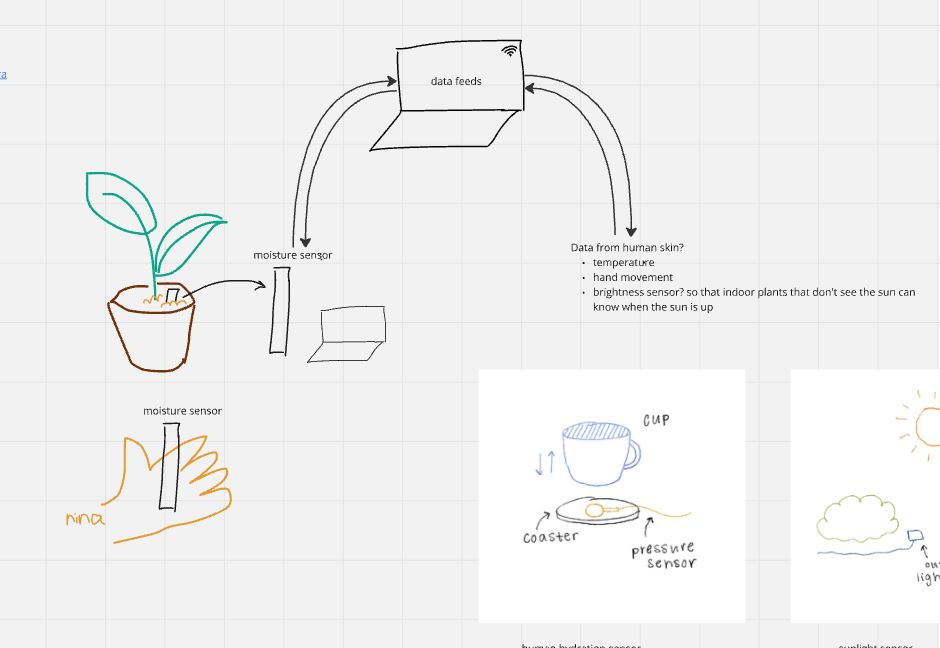 ra
data feeds
moisture sensor
Data from human skin?
• temperature
• hand movement
• brightness sensor? so that indoor plants that don't see the sun can
know when the sun is up
moisture sensor
nina
CUP
coaster
pressure
sensor
human hydration sensor
sunlight sensor